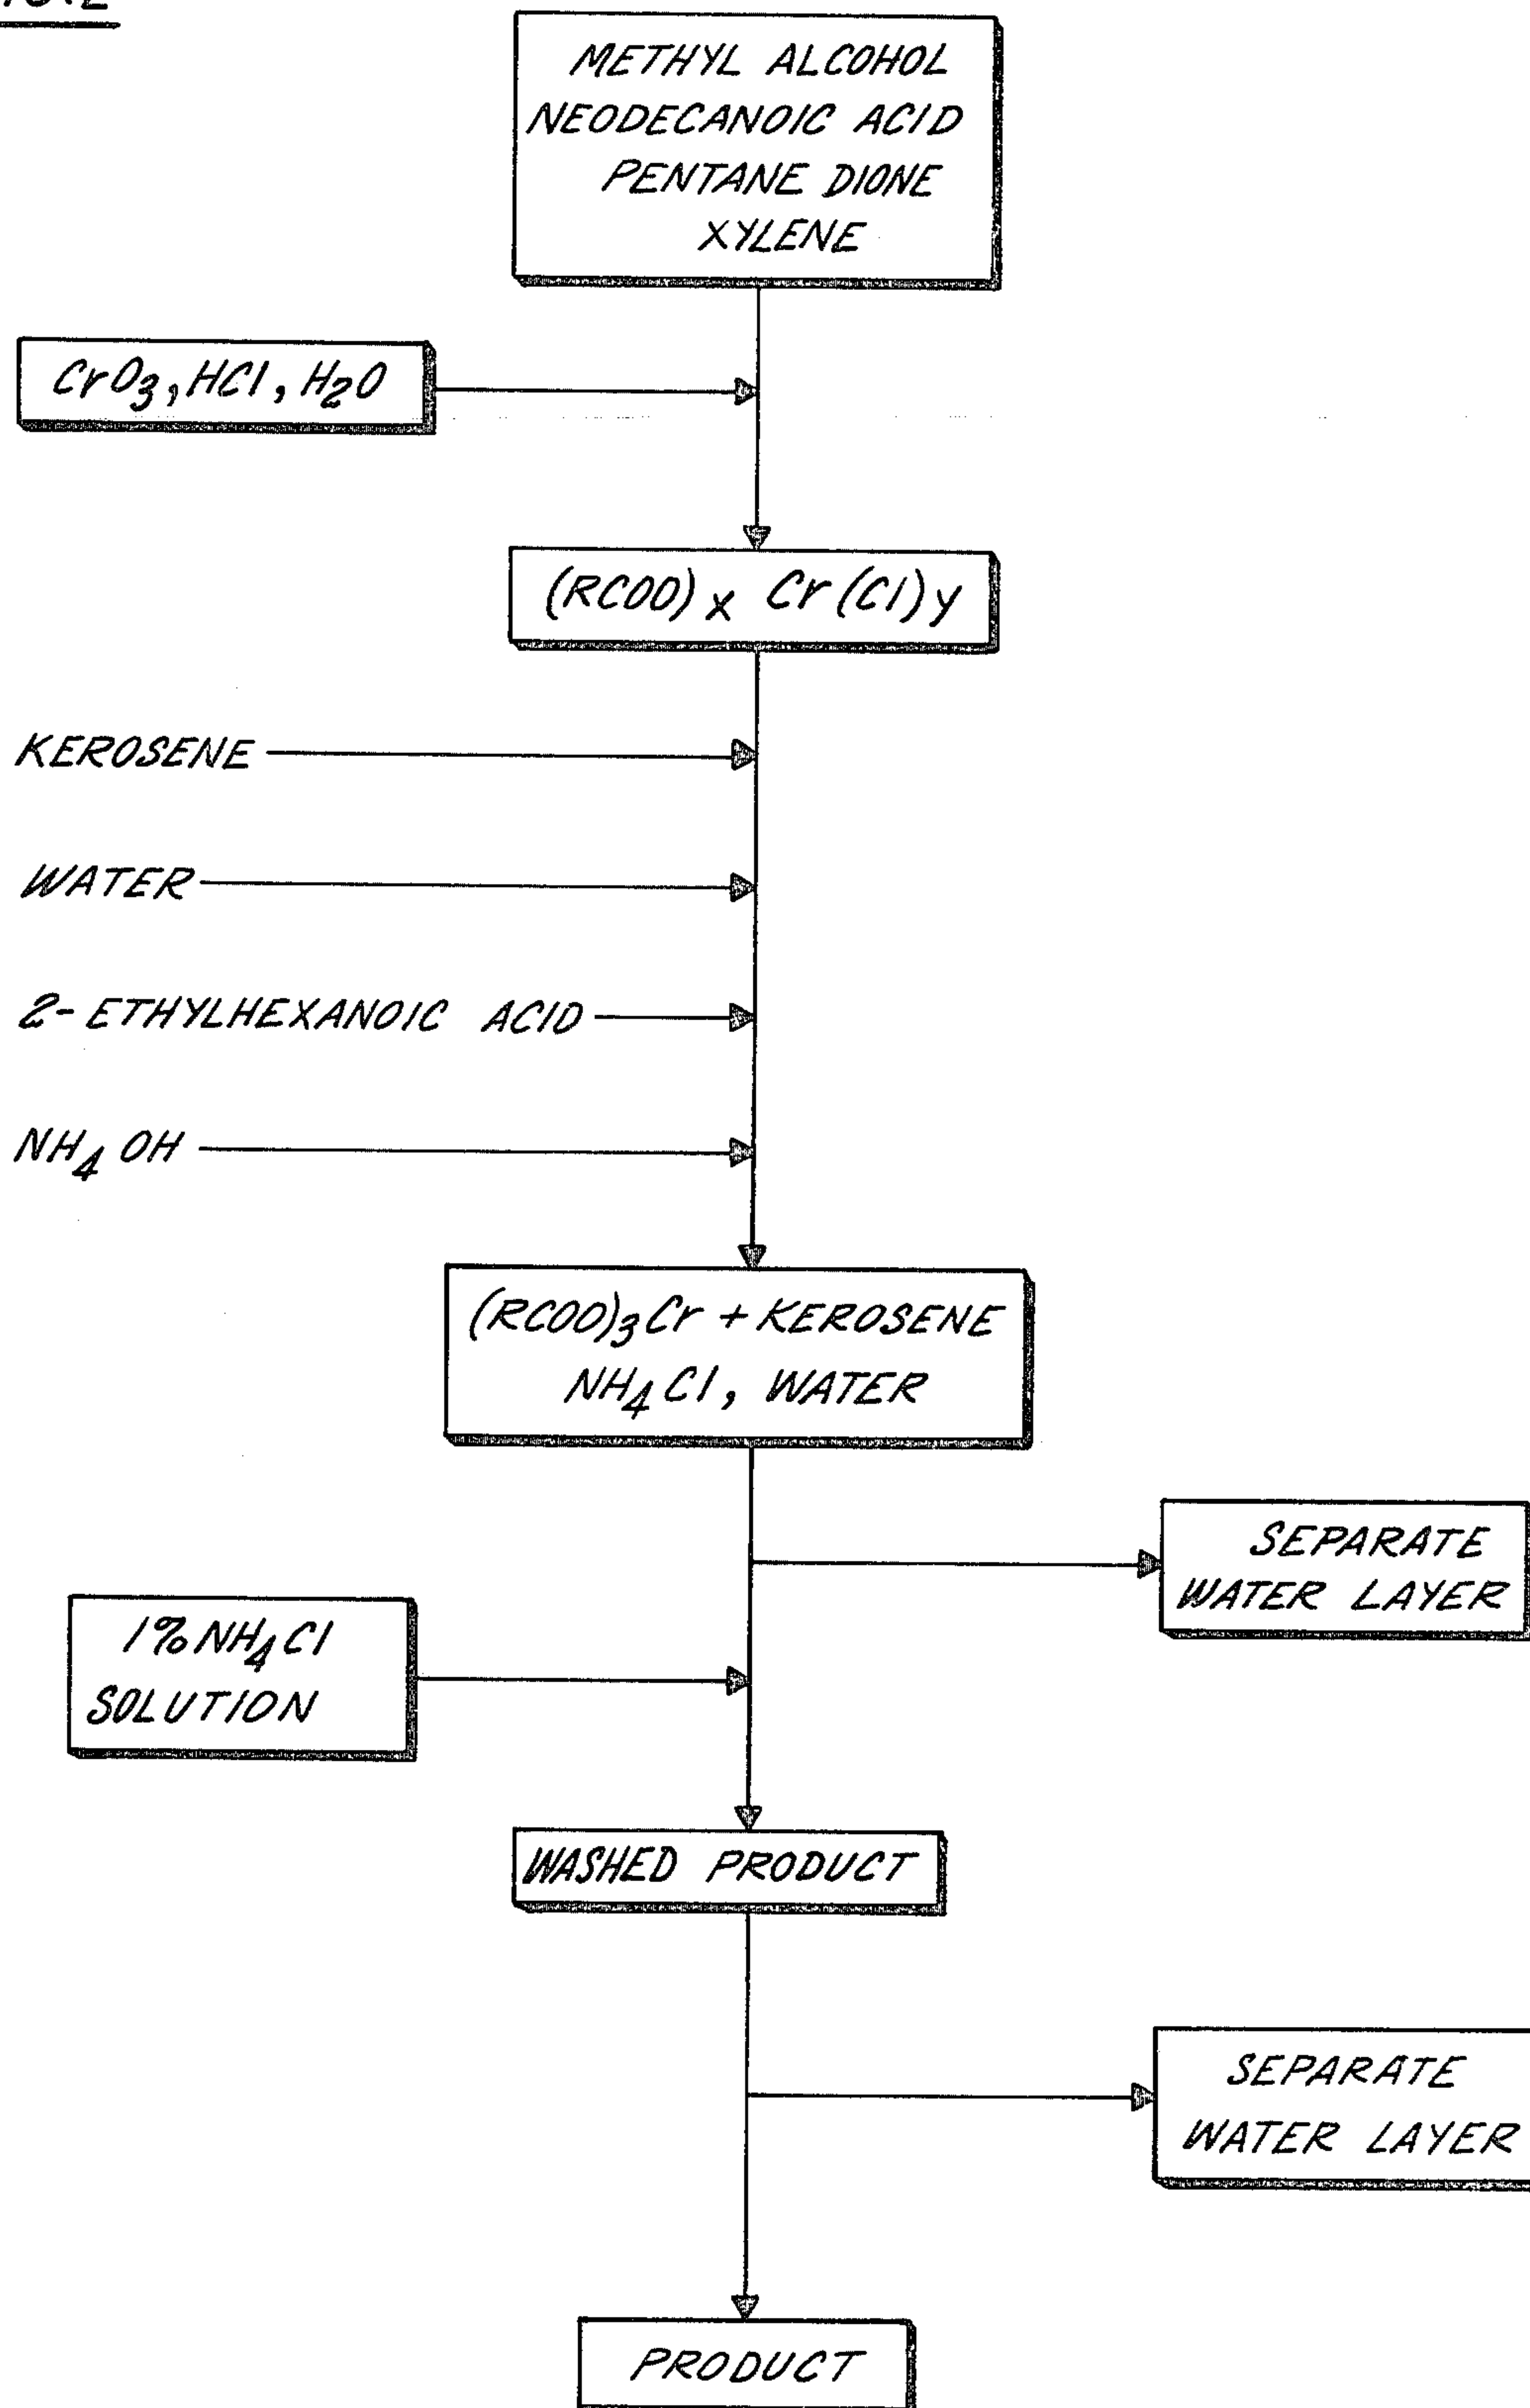 METHYL ALCOHOL
NEODECANOIC ACID
PENTANE DIONE
XYLENE
CrO3, HCl, H2O
(RCOO)x Cr(Cl)y
KEROSENE
WATER
2-ETHYLHEXANOIC ACID
NH4OH
(RCOO)3Cr + KEROSENE
NH4Cl, WATER
SEPARATE
WATER LAYER
1% NH4Cl
SOLUTION
WASHED PRODUCT
SEPARATE
WATER LAYER
PRODUCT